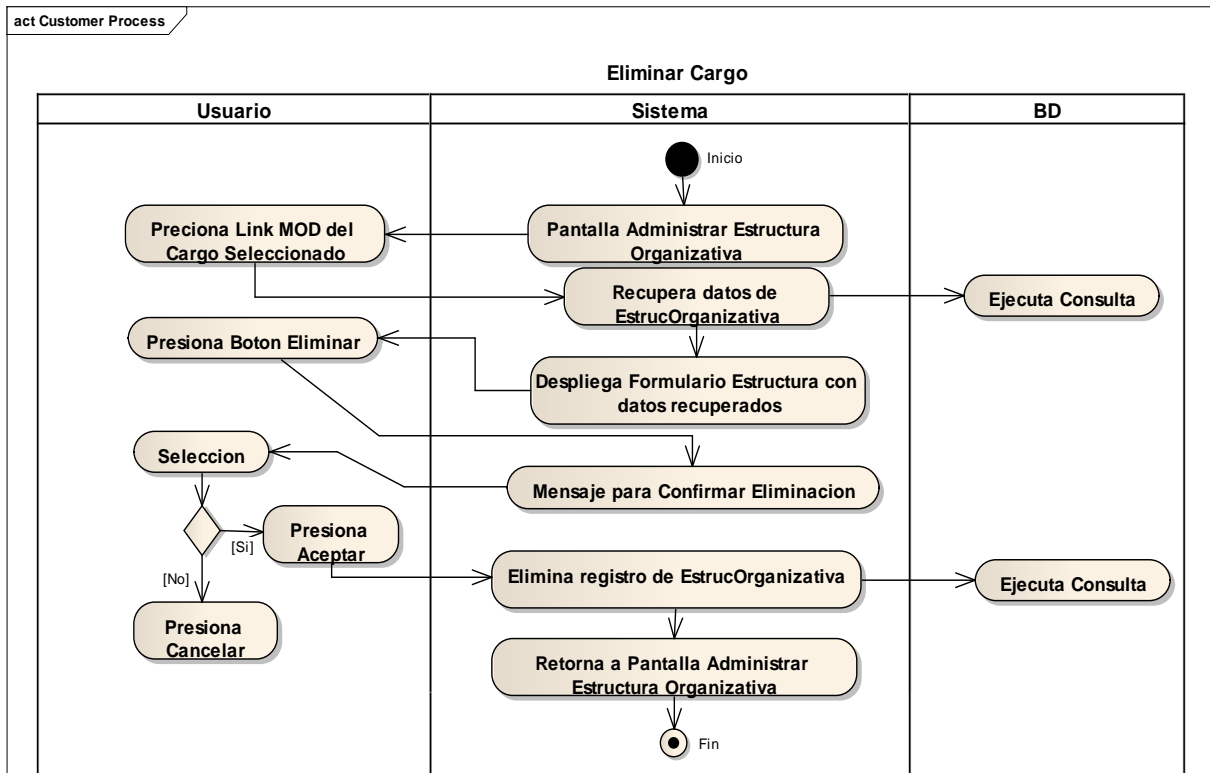 act Customer Process
Eliminar Cargo
Usuario
Sistema
BD
Inicio
Preciona Link MOD del
Cargo Seleccionado
Pantalla Administrar Estructura
Organizativa
Recupera datos de
EstrucOrganizativa
Ejecuta Consulta
Presiona Boton Eliminar
Despliega Formulario Estructura con
datos recuperados
Seleccion
Mensaje para Confirmar Eliminacion
Presiona
Aceptar
[Si]
[No]
Elimina registro de EstrucOrganizativa
Ejecuta Consulta
Presiona
Cancelar
Retorna a Pantalla Administrar
Estructura Organizativa
Fin